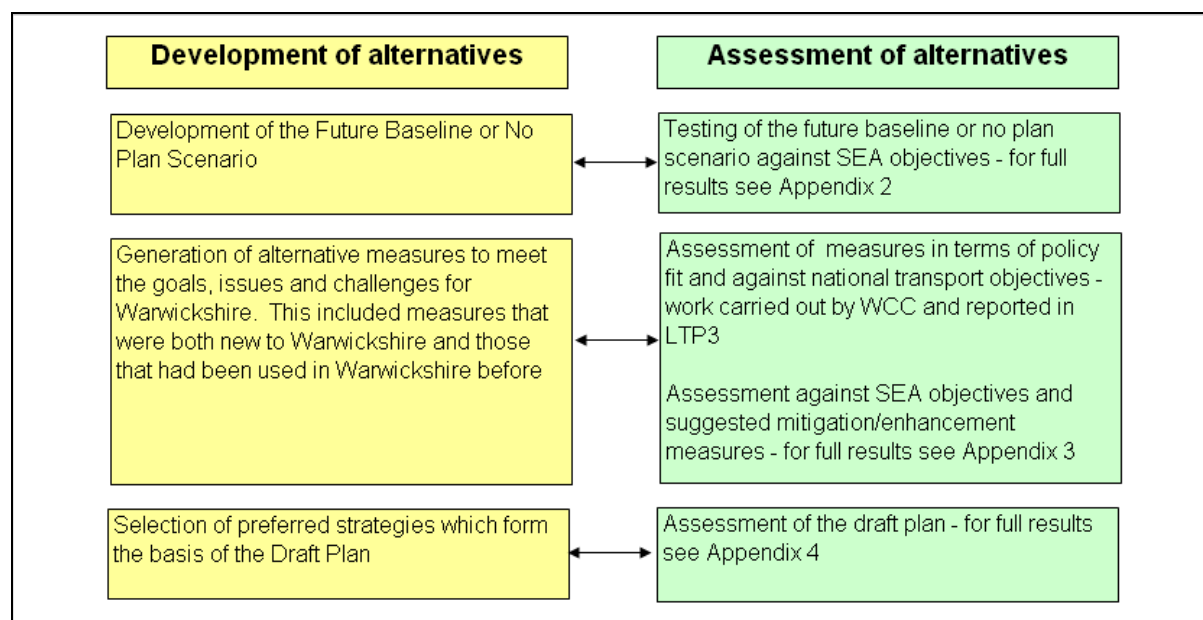 Development of alternatives
Assessment of alternatives
Development of the Future Baseline or No
Plan Scenario
Testing of the future baseline or no plan
scenario against SEA objectives - for full
results see Appendix 2
Generation of alternative measures to meet
the goals, issues and challenges for
Warwickshire. This included measures that
were both new to Warwickshire and those
that had been used in Warwickshire before
Assessment of measures in terms of policy
fit and against national transport objectives -
work carried out by WCC and reported in
LTP3
Assessment against SEA objectives and
suggested mitigation/enhancement
measures - for full results see Appendix 3
Selection of preferred strategies which form
the basis of the Draft Plan
Assessment of the draft plan - for full results
see Appendix 4